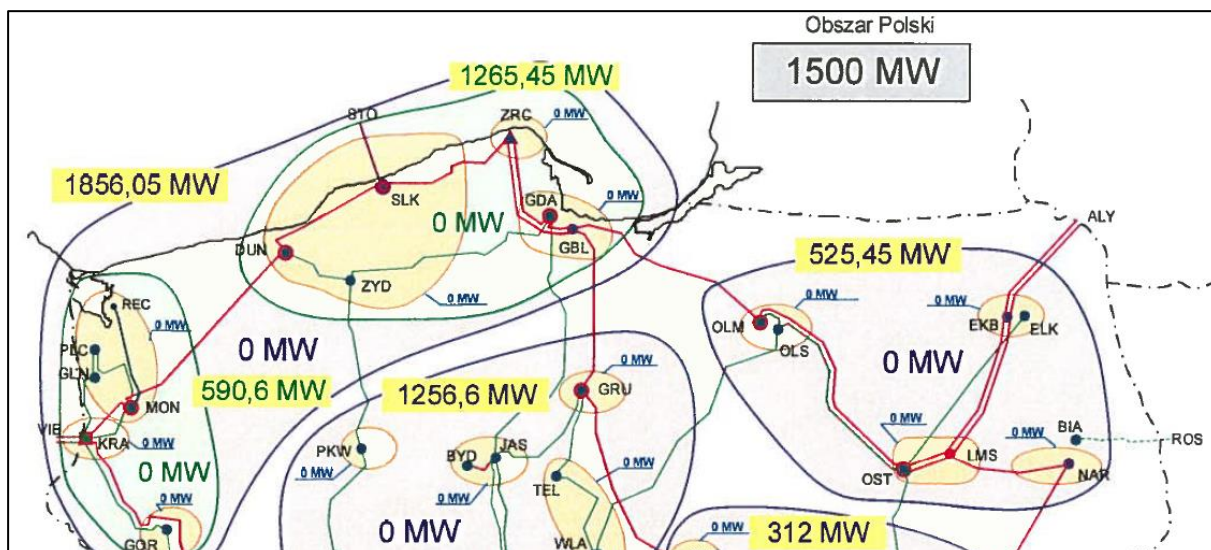 Obszar Polski
1500 MW
1265,45 MW
STO
ZRC
0 MW
1856,05 MW
SLK
GDA
0 MW
0 MW
GBL
ALY
DUN
ZYD
0 MW
525,45 MW
REC
0 MW
0 MW
OLM
OLS
EKB
ELK
0 MW
PLC
GLN
0 MW
0 MW
590,6 MW
1256,6 MW
GRU
0 MW
MON
VIE
KRA
0 MW
PKW
0 MW
BYD
JAS
0 MW
0 MW
0 MW
0 MW
BIA
ROS
0 MW
TEL
OST
LMS
NAR
0 MW
GOR
0 MW
WLA
312 MW